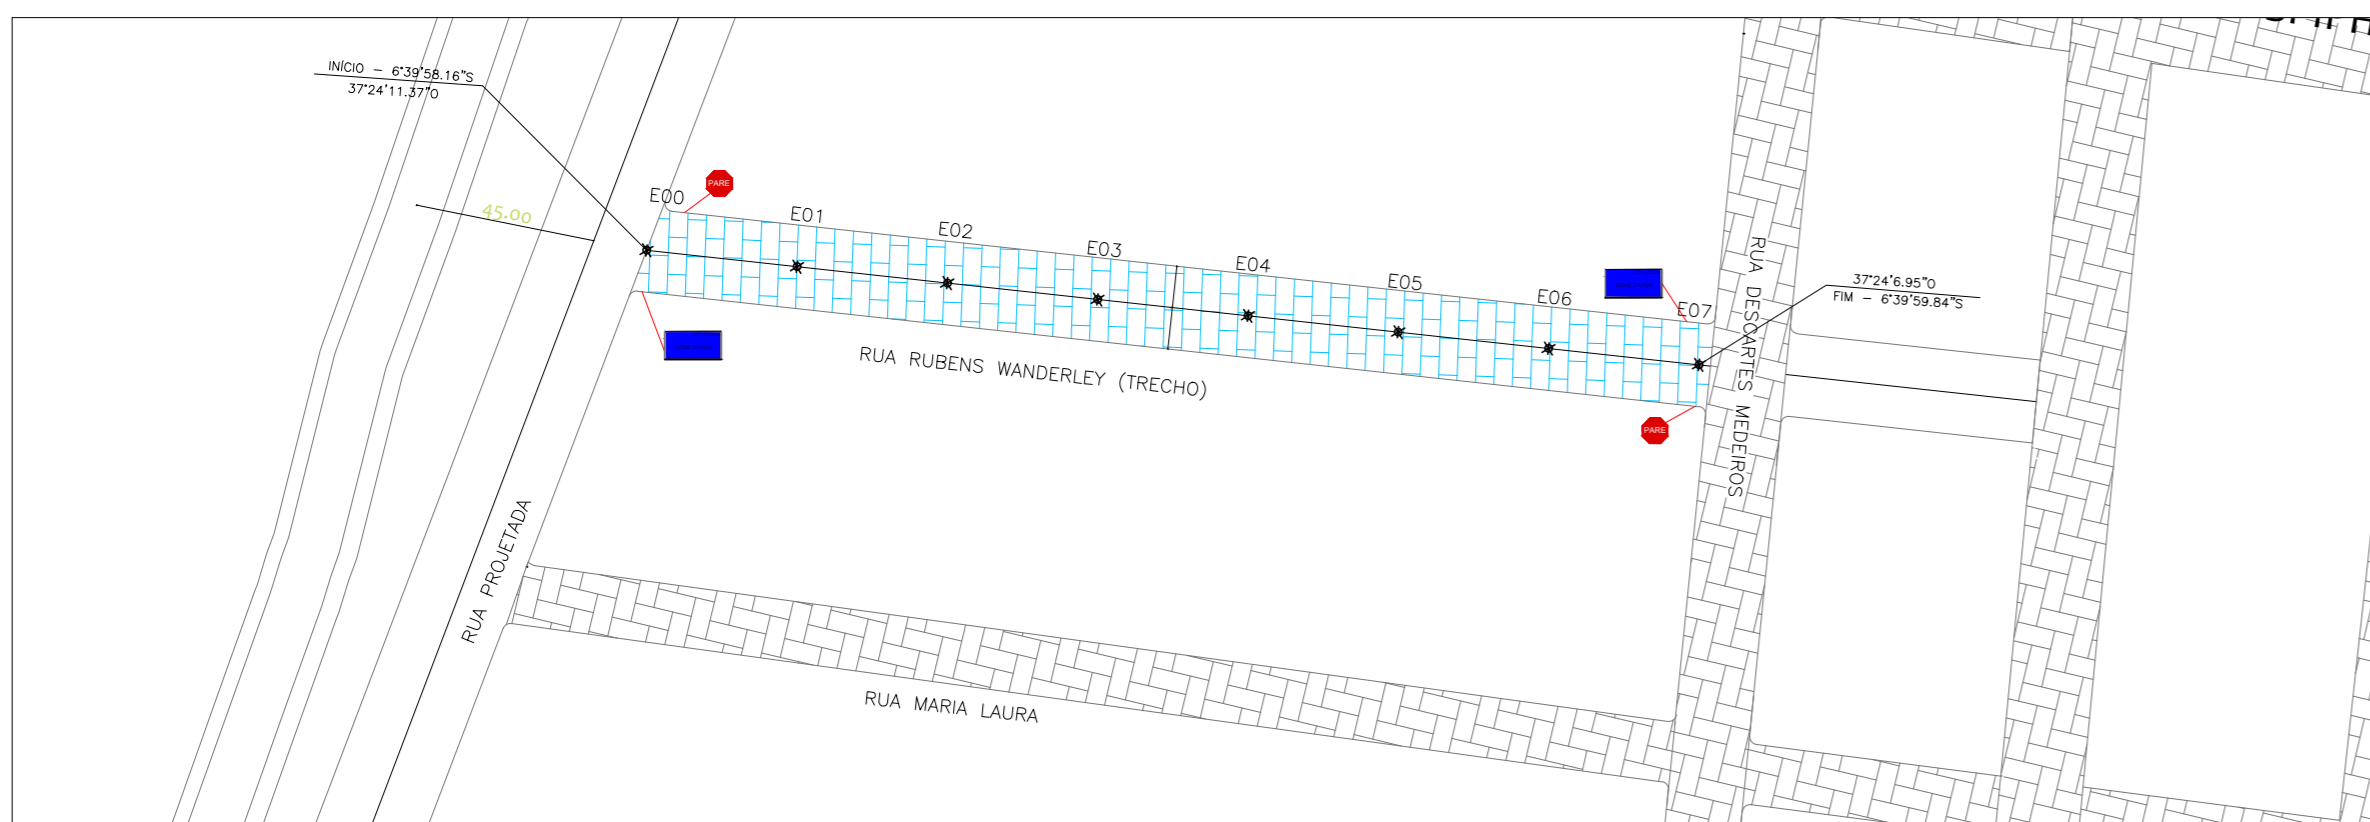 INÍCIO - 6°39'58.16"S
37°24'11.37"O
45.00
E00
PARE
E01
E02
E03
E04
E05
E06
E07
37°24'6.95"O
FIM - 6°39'59.84"S
RUA DESCARTES MEDEIROS
RUA RUBENS WANDERLEY (TRECHO)
PARE
RUA PROJETADA
RUA MARIA LAURA